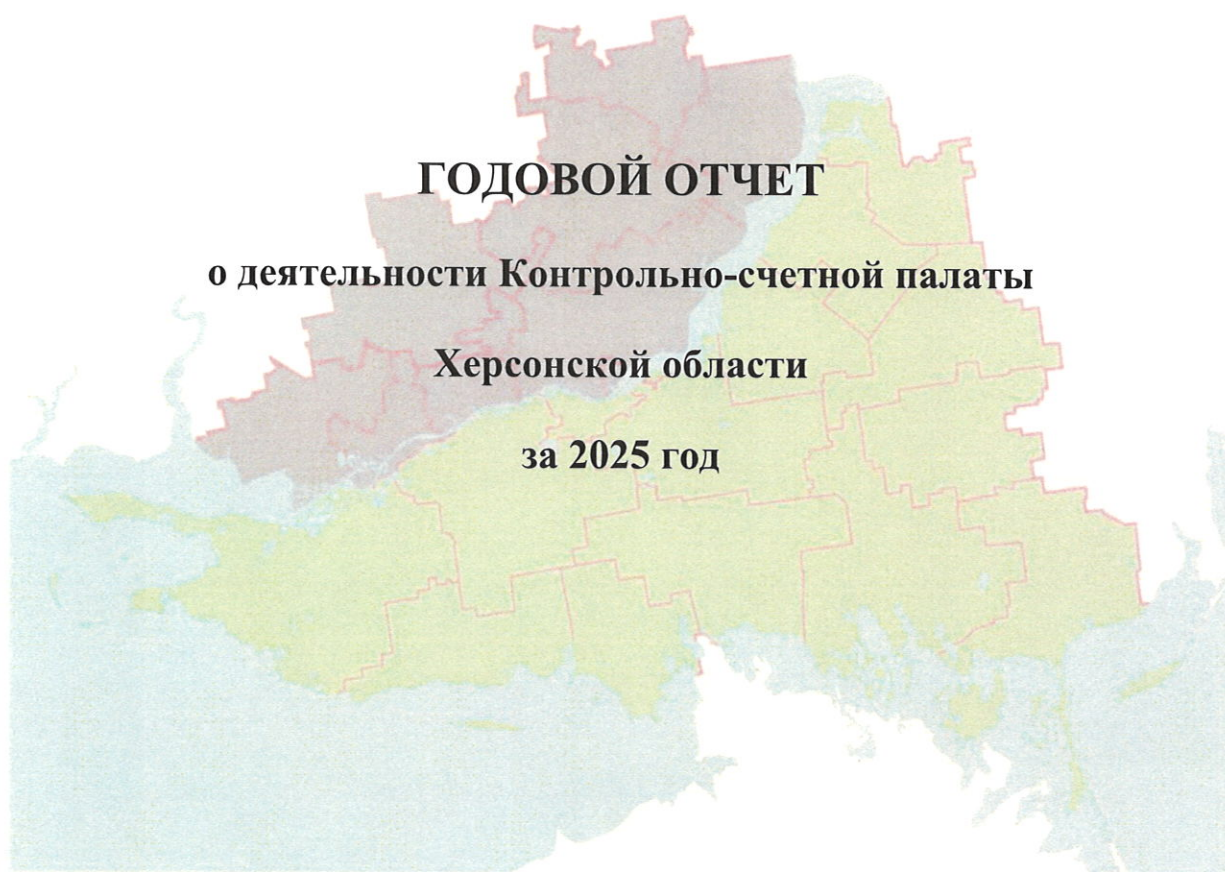 ГОДОВОЙ ОТЧЕТ
о деятельности Контрольно-счетной палаты
Херсонской области
за 2025 год